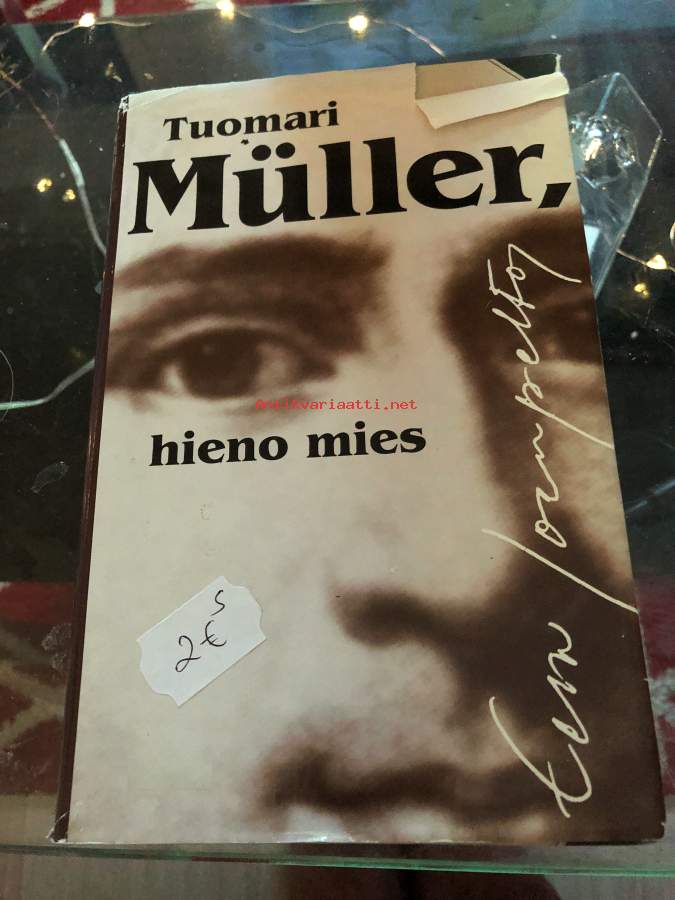 Tuomari
Müller,
hieno mies
Eeva Joenpelto
Antikvariaatti.net
S
2€